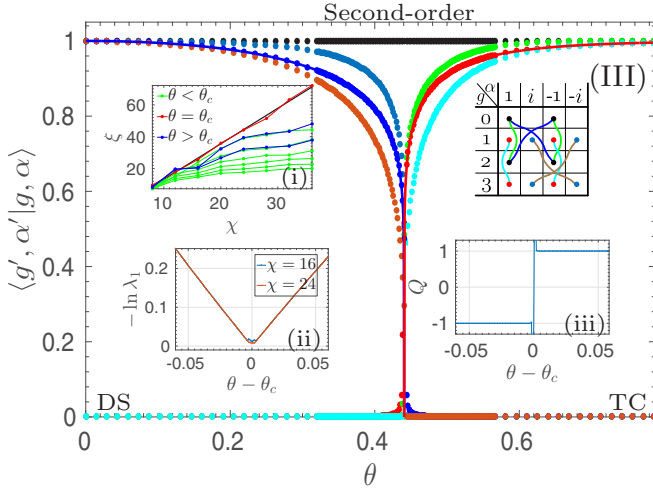 Second-order
(III)
⟨g′, α′|g, α⟩
1
0.8
0.6
0.4
0.2
0
0 0.2 0.4 0.6
θ
DS
TC
ξ
60
40
20
10 20 30
χ
θ < θc
θ = θc
θ > θc
(i)
− ln λ1
0.2
0.1
0
-0.05 0 0.05
θ − θc
χ = 16
χ = 24
(ii)
g α 1 i -1 -i
0
1
2
3
Q
1
0
-1
-0.05 0 0.05
θ − θc
(iii)